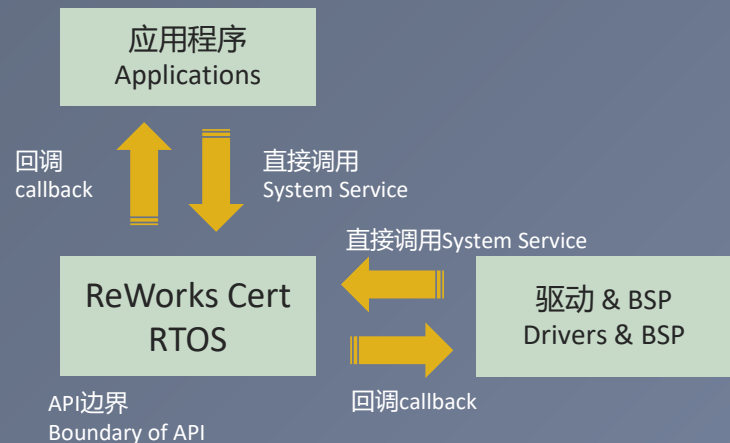 应用程序
Applications
回调
callback
直接调用
System Service
直接调用System Service
ReWorks Cert
RTOS
驱动 & BSP
Drivers & BSP
回调callback
API边界
Boundary of API